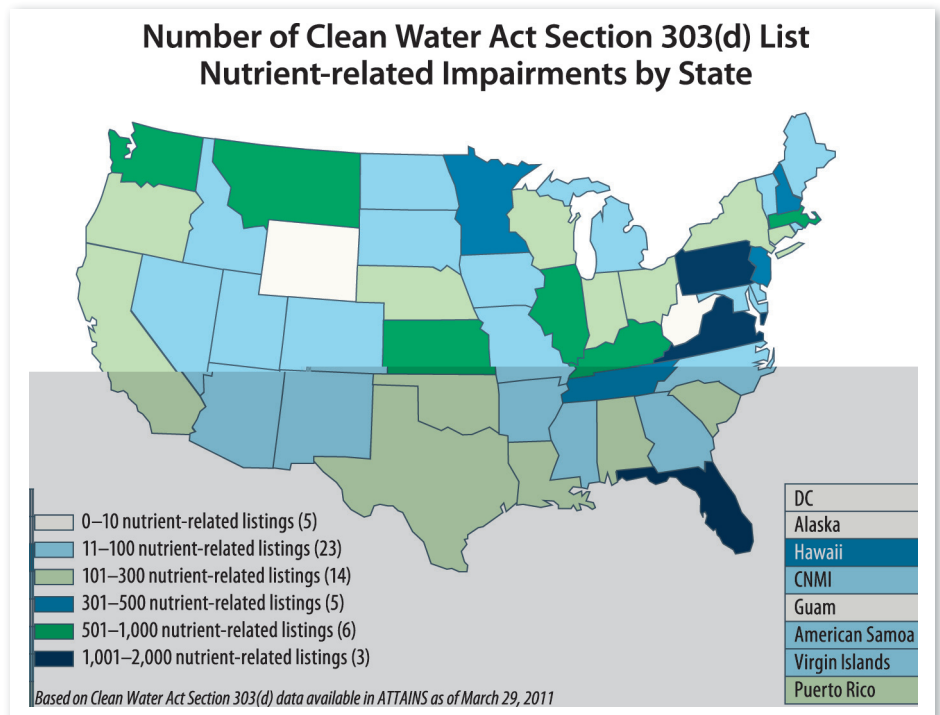 Number of Clean Water Act Section 303(d) List
Nutrient-related Impairments by State
0–10 nutrient-related listings (5)
11–100 nutrient-related listings (23)
101–300 nutrient-related listings (14)
301–500 nutrient-related listings (5)
501–1,000 nutrient-related listings (6)
1,001–2,000 nutrient-related listings (3)
DC
Alaska
Hawaii
CNMI
Guam
American Samoa
Virgin Islands
Puerto Rico
Based on Clean Water Act Section 303(d) data available in ATTAINS as of March 29, 2011